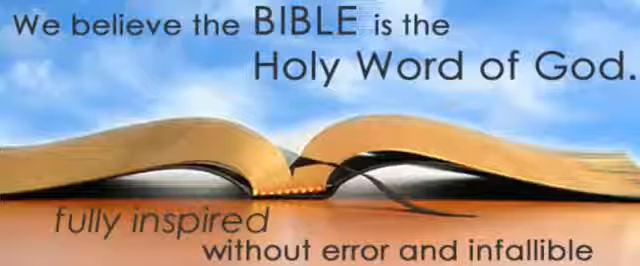 We believe the BIBLE is the
Holy Word of God.
fully inspired
without error and infallible